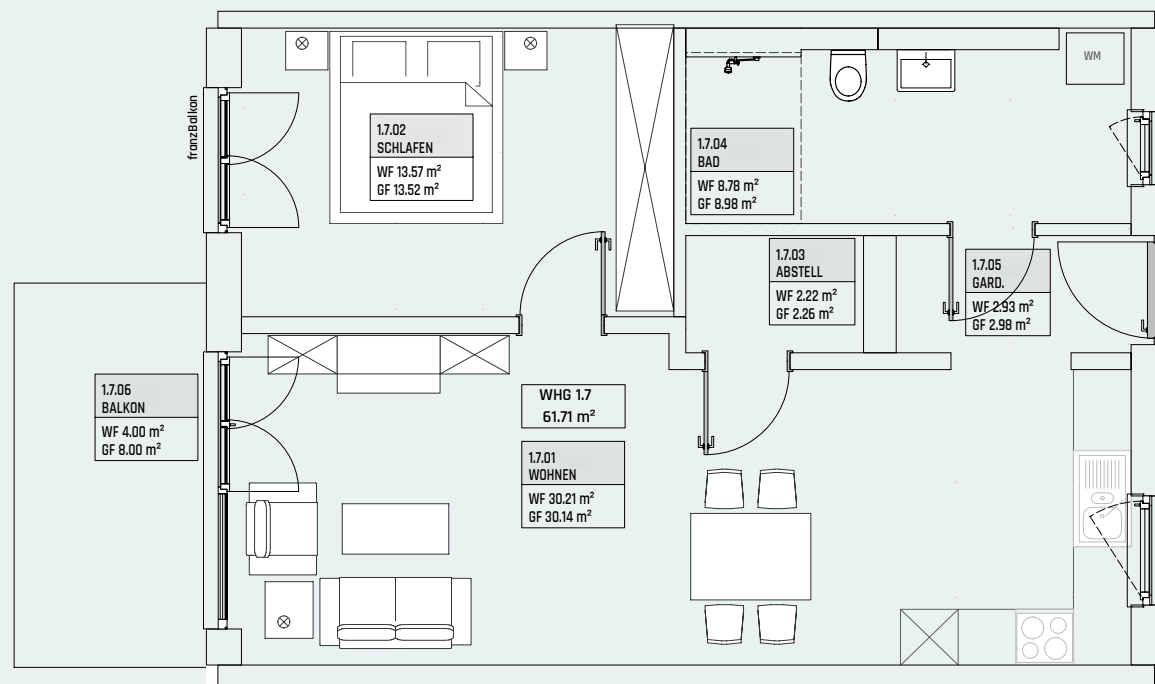 franzBalkon
1.7.02
SCHLAFEN
WF 13.57 m²
GF 13.52 m²
WM
1.7.04
BAD
WF 8.78 m²
GF 8.98 m²
1.7.03
ABSTELL
WF 2.22 m²
GF 2.26 m²
1.7.05
GARD.
WF 2.93 m²
GF 2.98 m²
1.7.06
BALKON
WF 4.00 m²
GF 8.00 m²
WHG 1.7
61.71 m²
1.7.01
WOHNEN
WF 30.21 m²
GF 30.14 m²